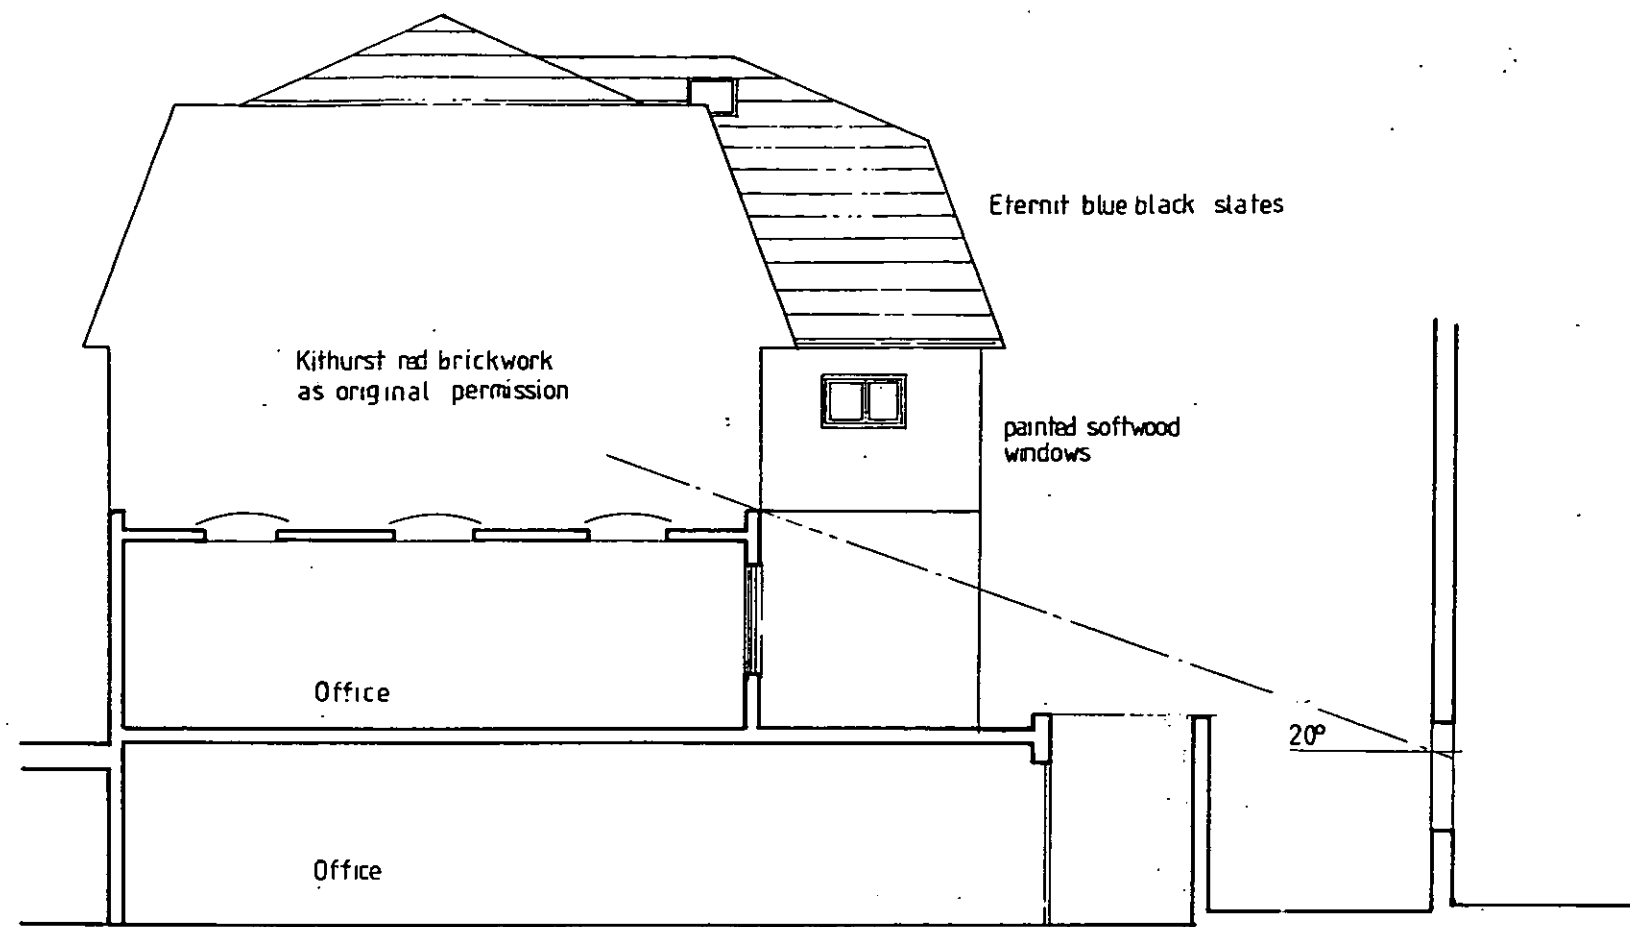 Eternit blue black slates
Kithurst red brickwork
as original permission
painted softwood
windows
Office
20°
Office